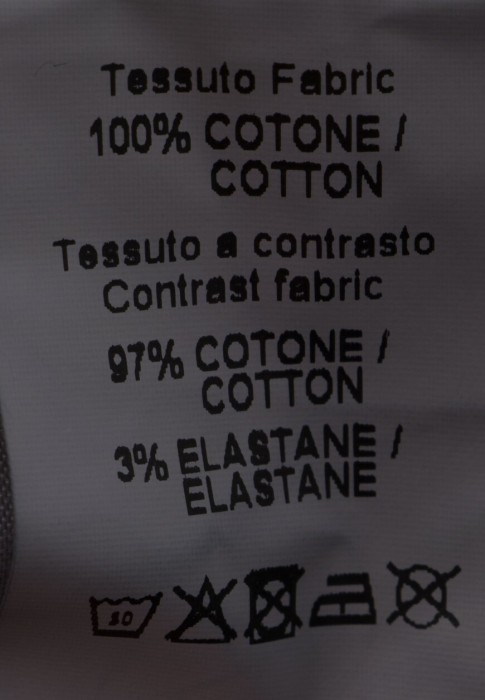 Tessuto Fabric
100% COTONE /
COTTON
Tessuto a contrasto
Contrast fabric
97% COTONE /
COTTON
3% ELASTANE /
ELASTANE
30